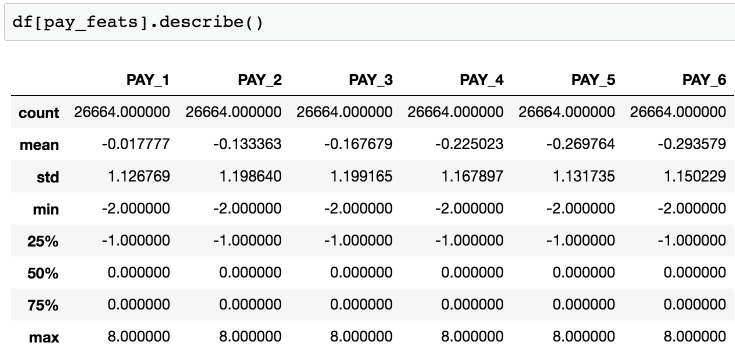 df[pay_feats].describe()
PAY_1 PAY_2 PAY_3 PAY_4 PAY_5 PAY_6
count 26664.000000 26664.000000 26664.000000 26664.000000 26664.000000 26664.000000
mean -0.017777 -0.133363 -0.167679 -0.225023 -0.269764 -0.293579
std 1.126769 1.198640 1.199165 1.167897 1.131735 1.150229
min -2.000000 -2.000000 -2.000000 -2.000000 -2.000000 -2.000000
25% -1.000000 -1.000000 -1.000000 -1.000000 -1.000000 -1.000000
50% 0.000000 0.000000 0.000000 0.000000 0.000000 0.000000
75% 0.000000 0.000000 0.000000 0.000000 0.000000 0.000000
max 8.000000 8.000000 8.000000 8.000000 8.000000 8.000000